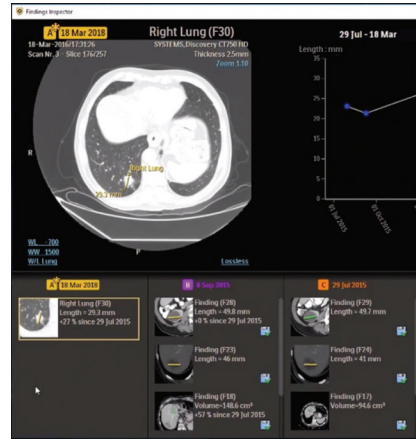 Findings Inspector
A 18 Mar 2018
Right Lung (F30)
18-Mar-2016/17:31:26
SYSTEMS,Discovery CT750 HD
Scan Nr. 3 - Slice 176/257
Thickness 2.5mm
Zoom 1.10
R
Right Lung
29.3 mm
WL -700
WW 1500
W/L Lung
P
Lossless
29 Jul - 18 Mar
Length : mm
35
30
25
20
15
10
5
0
01 Jul 2015
01 Oct 2015
A 18 Mar 2018
Right Lung (F30)
Length = 29.3 mm
+27 % since 29 Jul 2015
B 8 Sep 2015
Finding (F28)
Length = 49.8 mm
+0 % since 29 Jul 2015
Finding (F23)
Length = 46 mm
Finding (F18)
Volume=148.6 cm³
+57 % since 29 Jul 2015
C 29 Jul 2015
Finding (F29)
Length = 49.7 mm
Finding (F24)
Length = 41 mm
Finding (F17)
Volume=94.6 cm³